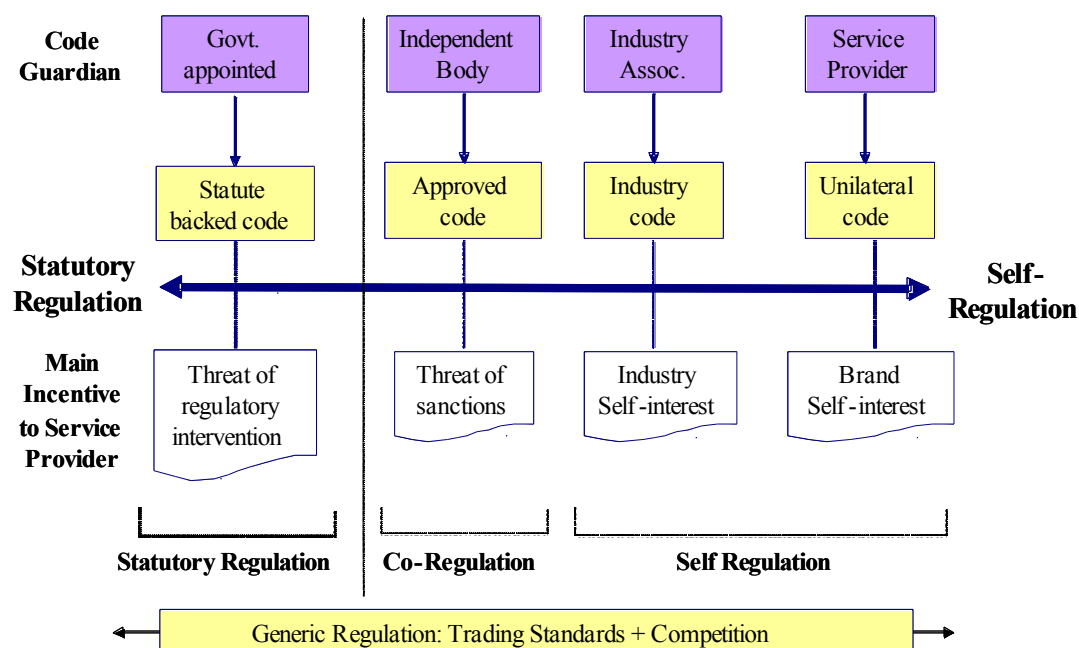 Code
Guardian
Govt.
appointed
Independent
Body
Industry
Assoc.
Service
Provider
Statute
backed code
Approved
code
Industry
code
Unilateral
code
Statutory
Regulation
Self-
Regulation
Main
Incentive
to Service
Provider
Threat of
regulatory
intervention
Threat of
sanctions
Industry
Self-interest
Brand
Self-interest
Statutory Regulation
Co-Regulation
Self Regulation
Generic Regulation: Trading Standards + Competition